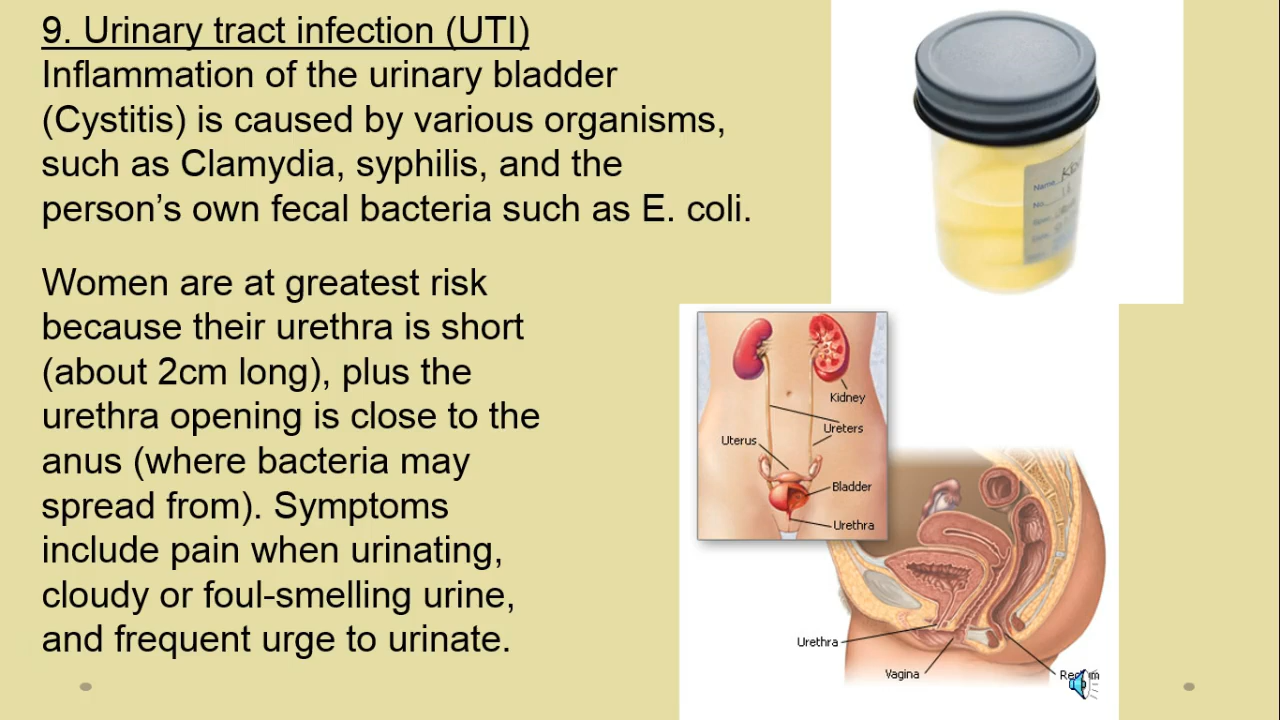 9. Urinary tract infection (UTI)
Inflammation of the urinary bladder
(Cystitis) is caused by various organisms,
such as Clamydia, syphilis, and the
person’s own fecal bacteria such as E. coli.
Women are at greatest risk
because their urethra is short
(about 2cm long), plus the
urethra opening is close to the
anus (where bacteria may
spread from). Symptoms
include pain when urinating,
cloudy or foul-smelling urine,
and frequent urge to urinate.
Name
No.
Kidney
Ureters
Uterus
Bladder
Urethra
Urethra
Vagina